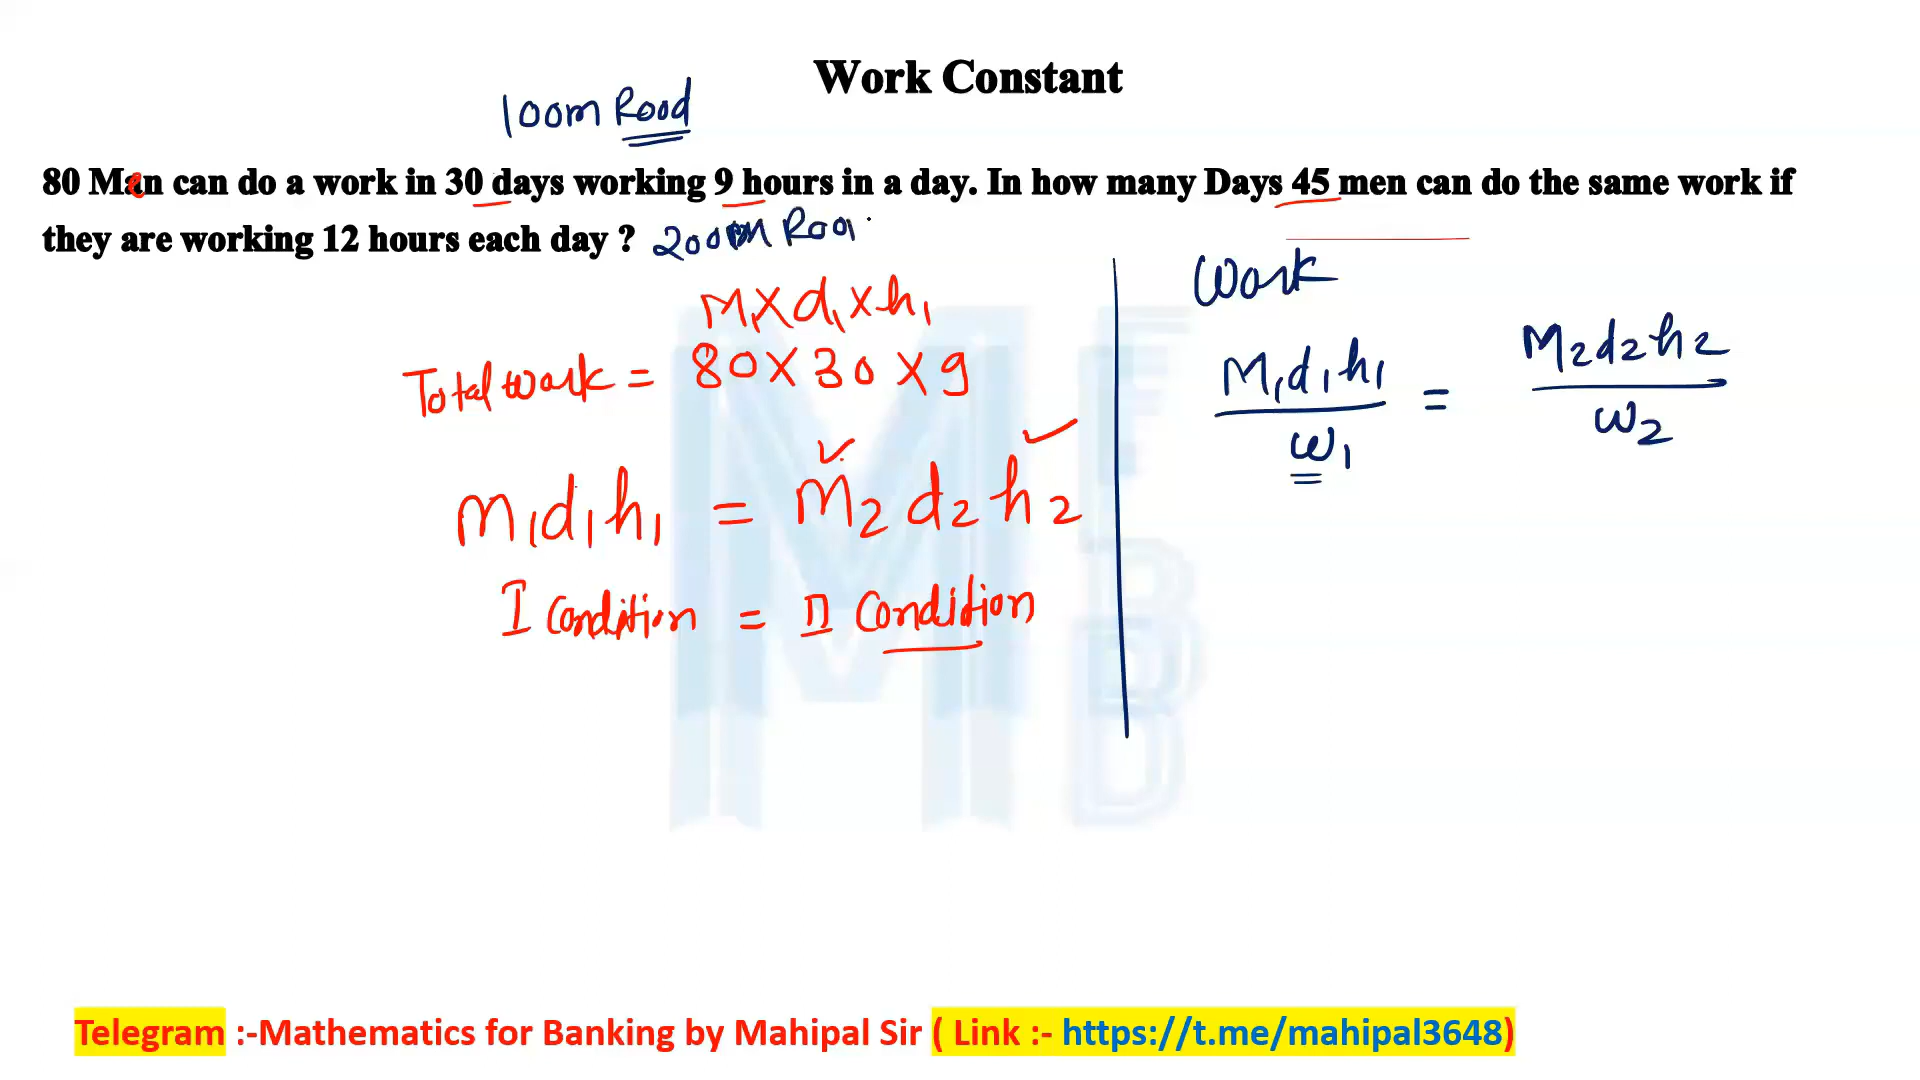 Work Constant
100m Road
80 Men can do a work in 30 days working 9 hours in a day. In how many Days 45 men can do the same work if
they are working 12 hours each day ? 200m Roa
Work
M₁ x d₁ x h₁
Total work = 80 x 30 x 9
M₁d₁h₁ / w₁ = M₂d₂h₂ / w₂
m₁d₁h₁ = m₂d₂h₂
I Condition = II Condition
MFB
Telegram :-Mathematics for Banking by Mahipal Sir ( Link :- https://t.me/mahipal3648)